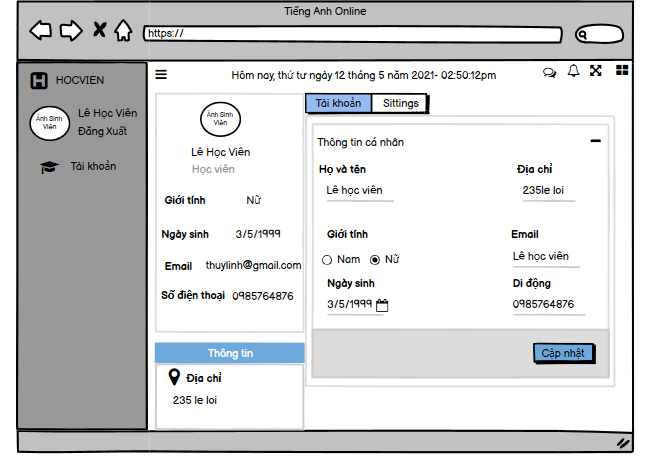 Tiếng Anh Online
https://
HOCVIEN
Hôm nay, thứ tư ngày 12 tháng 5 năm 2021- 02:50:12pm
Ảnh Sinh
Viên
Lê Học Viên
Đăng Xuất
Tài khoản
Ảnh Sinh
Viên
Lê Học Viên
Học viên
Giới tính Nữ
Ngày sinh 3/5/1999
Email thuylinh@gmail.com
Số điện thoại 0985764876
Thông tin
Địa chỉ
235 le loi
Tài khoản Sittings
Thông tin cá nhân
Họ và tên Địa chỉ
Lê học viên 235le loi
Giới tính Email
Nam Nữ Lê học viên
Ngày sinh Di động
3/5/1999 0985764876
Cập nhật